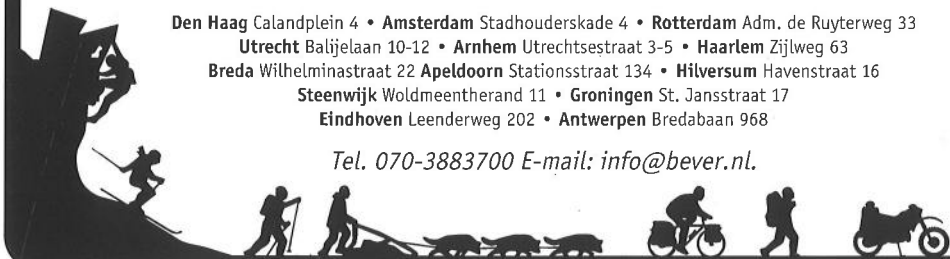 Den Haag Calandplein 4 • Amsterdam Stadhouderskade 4 • Rotterdam Adm. de Ruyterweg 33
Utrecht Balijelaan 10-12 • Arnhem Utrechtsestraat 3-5 • Haarlem Zijlweg 63
Breda Wilhelminastraat 22 Apeldoorn Stationsstraat 134 • Hilversum Havenstraat 16
Steenwijk Woldmeentherand 11 • Groningen St. Jansstraat 17
Eindhoven Leenderweg 202 • Antwerpen Bredabaan 968
Tel. 070-3883700 E-mail: info@bever.nl.